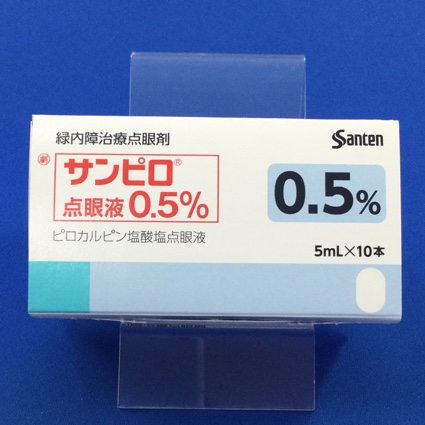 緑内障治療点眼剤
Santen
劇
サンピロ®
点眼液0.5%
0.5%
ピロカルピン塩酸塩点眼液
5mL×10本